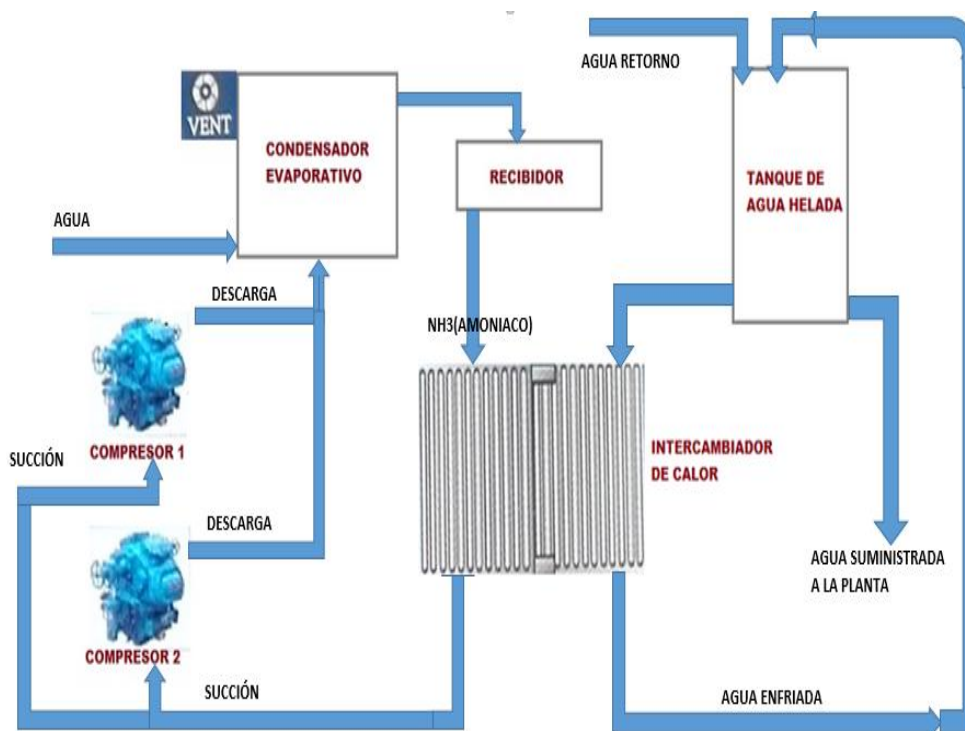 AGUA RETORNO
VENT
CONDENSADOR
EVAPORATIVO
RECIBIDOR
TANQUE DE
AGUA HELADA
AGUA
DESCARGA
NH3(AMONIACO)
COMPRESOR 1
INTERCAMBIADOR
DE CALOR
SUCCIÓN
DESCARGA
AGUA SUMINISTRADA
A LA PLANTA
COMPRESOR 2
SUCCIÓN
AGUA ENFRIADA